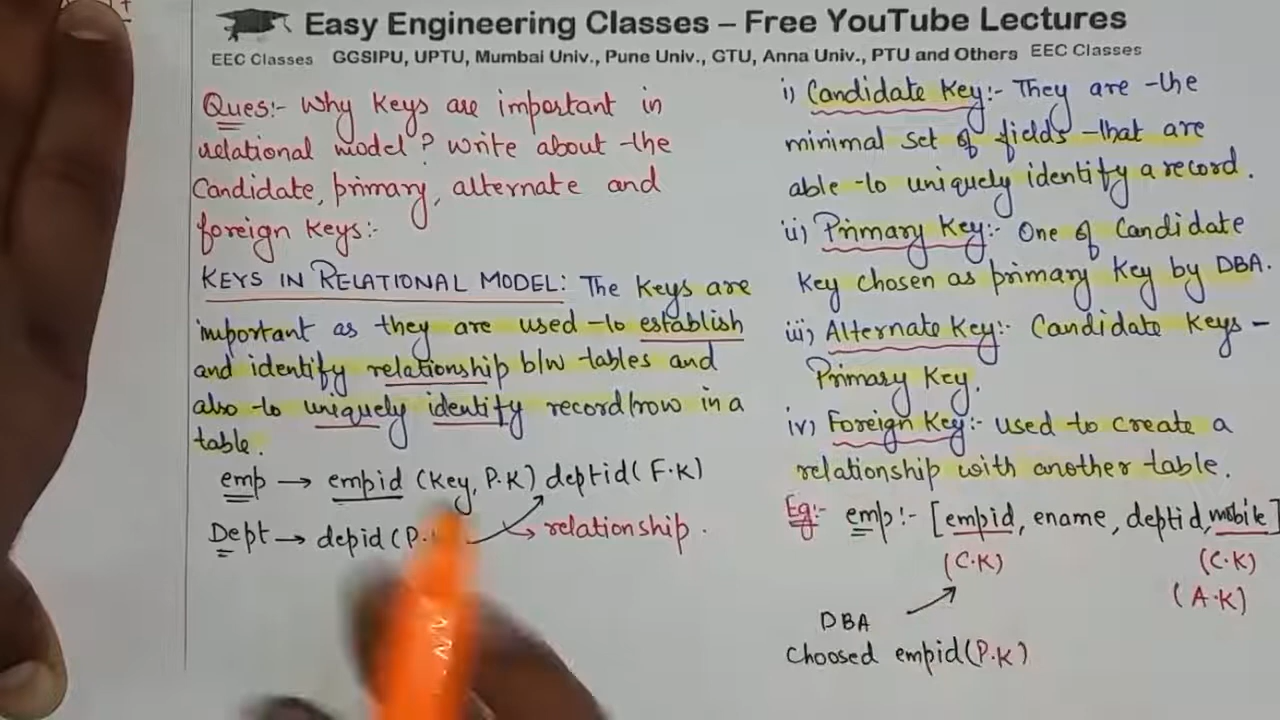 Easy Engineering Classes – Free YouTube Lectures
EEC Classes GGSIPU, UPTU, Mumbai Univ., Pune Univ., GTU, Anna Univ., PTU and Others EEC Classes
Ques:- Why Keys are important in
relational model? Write about the
Candidate, primary, alternate and
foreign Keys:-
KEYS IN RELATIONAL MODEL: The Keys are
important as they are used to establish
and identify relationship b/w tables and
also to uniquely identify record/row in a
table.
emp → empid (Key, P.K) deptid (F.K)
Dept → depid (P.
→ relationship.
i) Candidate Key:- They are the
minimal set of fields that are
able to uniquely identify a record.
ii) Primary Key:- One of Candidate
Key chosen as primary Key by DBA.
iii) Alternate Key:- Candidate Keys -
Primary Key.
iv) Foreign Key:- used to create a
relationship with another table.
Eg:- emp:- [empid, ename, deptid, mobile]
(C.K) (C.K)
(A.K)
DBA
Choosed empid (P.K)